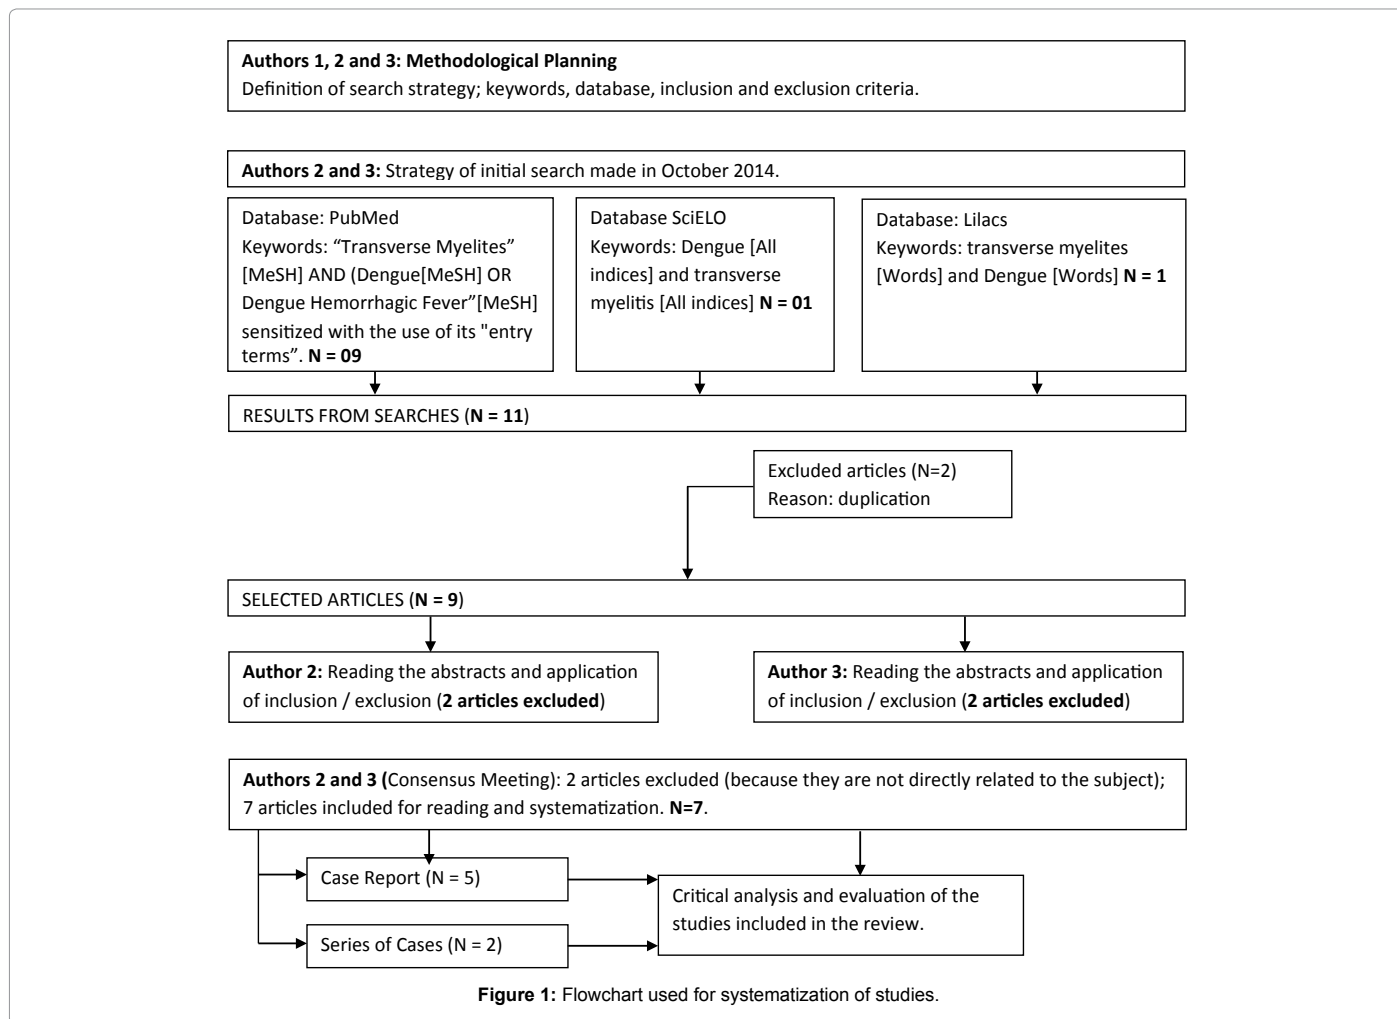 Authors 1, 2 and 3: Methodological Planning
Definition of search strategy; keywords, database, inclusion and exclusion criteria.
Authors 2 and 3: Strategy of initial search made in October 2014.
Database: PubMed
Keywords: “Transverse Myelites”
[MeSH] AND (Dengue[MeSH] OR
Dengue Hemorrhagic Fever”[MeSH]
sensitized with the use of its "entry
terms”. N = 09
Database SciELO
Keywords: Dengue [All
indices] and transverse
myelitis [All indices] N = 01
Database: Lilacs
Keywords: transverse myelites
[Words] and Dengue [Words] N = 1
RESULTS FROM SEARCHES (N = 11)
Excluded articles (N=2)
Reason: duplication
SELECTED ARTICLES (N = 9)
Author 2: Reading the abstracts and application
of inclusion / exclusion (2 articles excluded)
Author 3: Reading the abstracts and application
of inclusion / exclusion (2 articles excluded)
Authors 2 and 3 (Consensus Meeting): 2 articles excluded (because they are not directly related to the subject);
7 articles included for reading and systematization. N=7.
Case Report (N = 5)
Series of Cases (N = 2)
Critical analysis and evaluation of the
studies included in the review.
Figure 1: Flowchart used for systematization of studies.